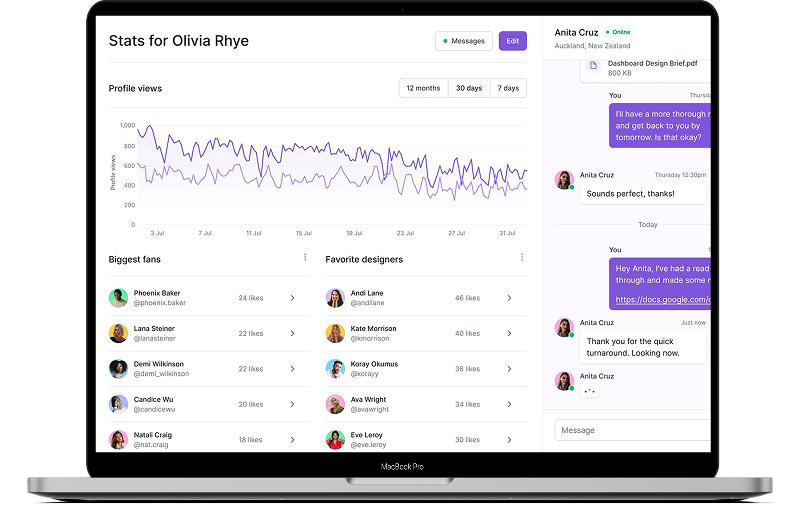 Stats for Olivia Rhye
Messages
Edit
Profile views
12 months
30 days
7 days
Profile views
1,000
800
600
400
200
0
3 Jul
7 Jul
11 Jul
15 Jul
19 Jul
23 Jul
27 Jul
31 Jul
Biggest fans
Phoenix Baker
@phoenix.baker
24 likes
Lana Steiner
@lanasteiner
22 likes
Demi Wilkinson
@demi_wilkinson
22 likes
Candice Wu
@candicewu
20 likes
Natali Craig
@nat.craig
18 likes
Favorite designers
Andi Lane
@andilane
46 likes
Kate Morrison
@kmorrison
40 likes
Koray Okumus
@korayy
36 likes
Ava Wright
@avawright
34 likes
Eve Leroy
@eve.leroy
30 likes
Anita Cruz
Online
Auckland, New Zealand
Dashboard Design Brief.pdf
800 KB
You
Thursda
I'll have a more thorough
and get back to you by
tomorrow. Is that okay?
Anita Cruz
Thursday 12:30pm
Sounds perfect, thanks!
Today
You
Hey Anita, I've had a read
through and made some
https://docs.google.com/
Anita Cruz
Just now
Thank you for the quick
turnaround. Looking now.
Anita Cruz
Message
MacBook Pro